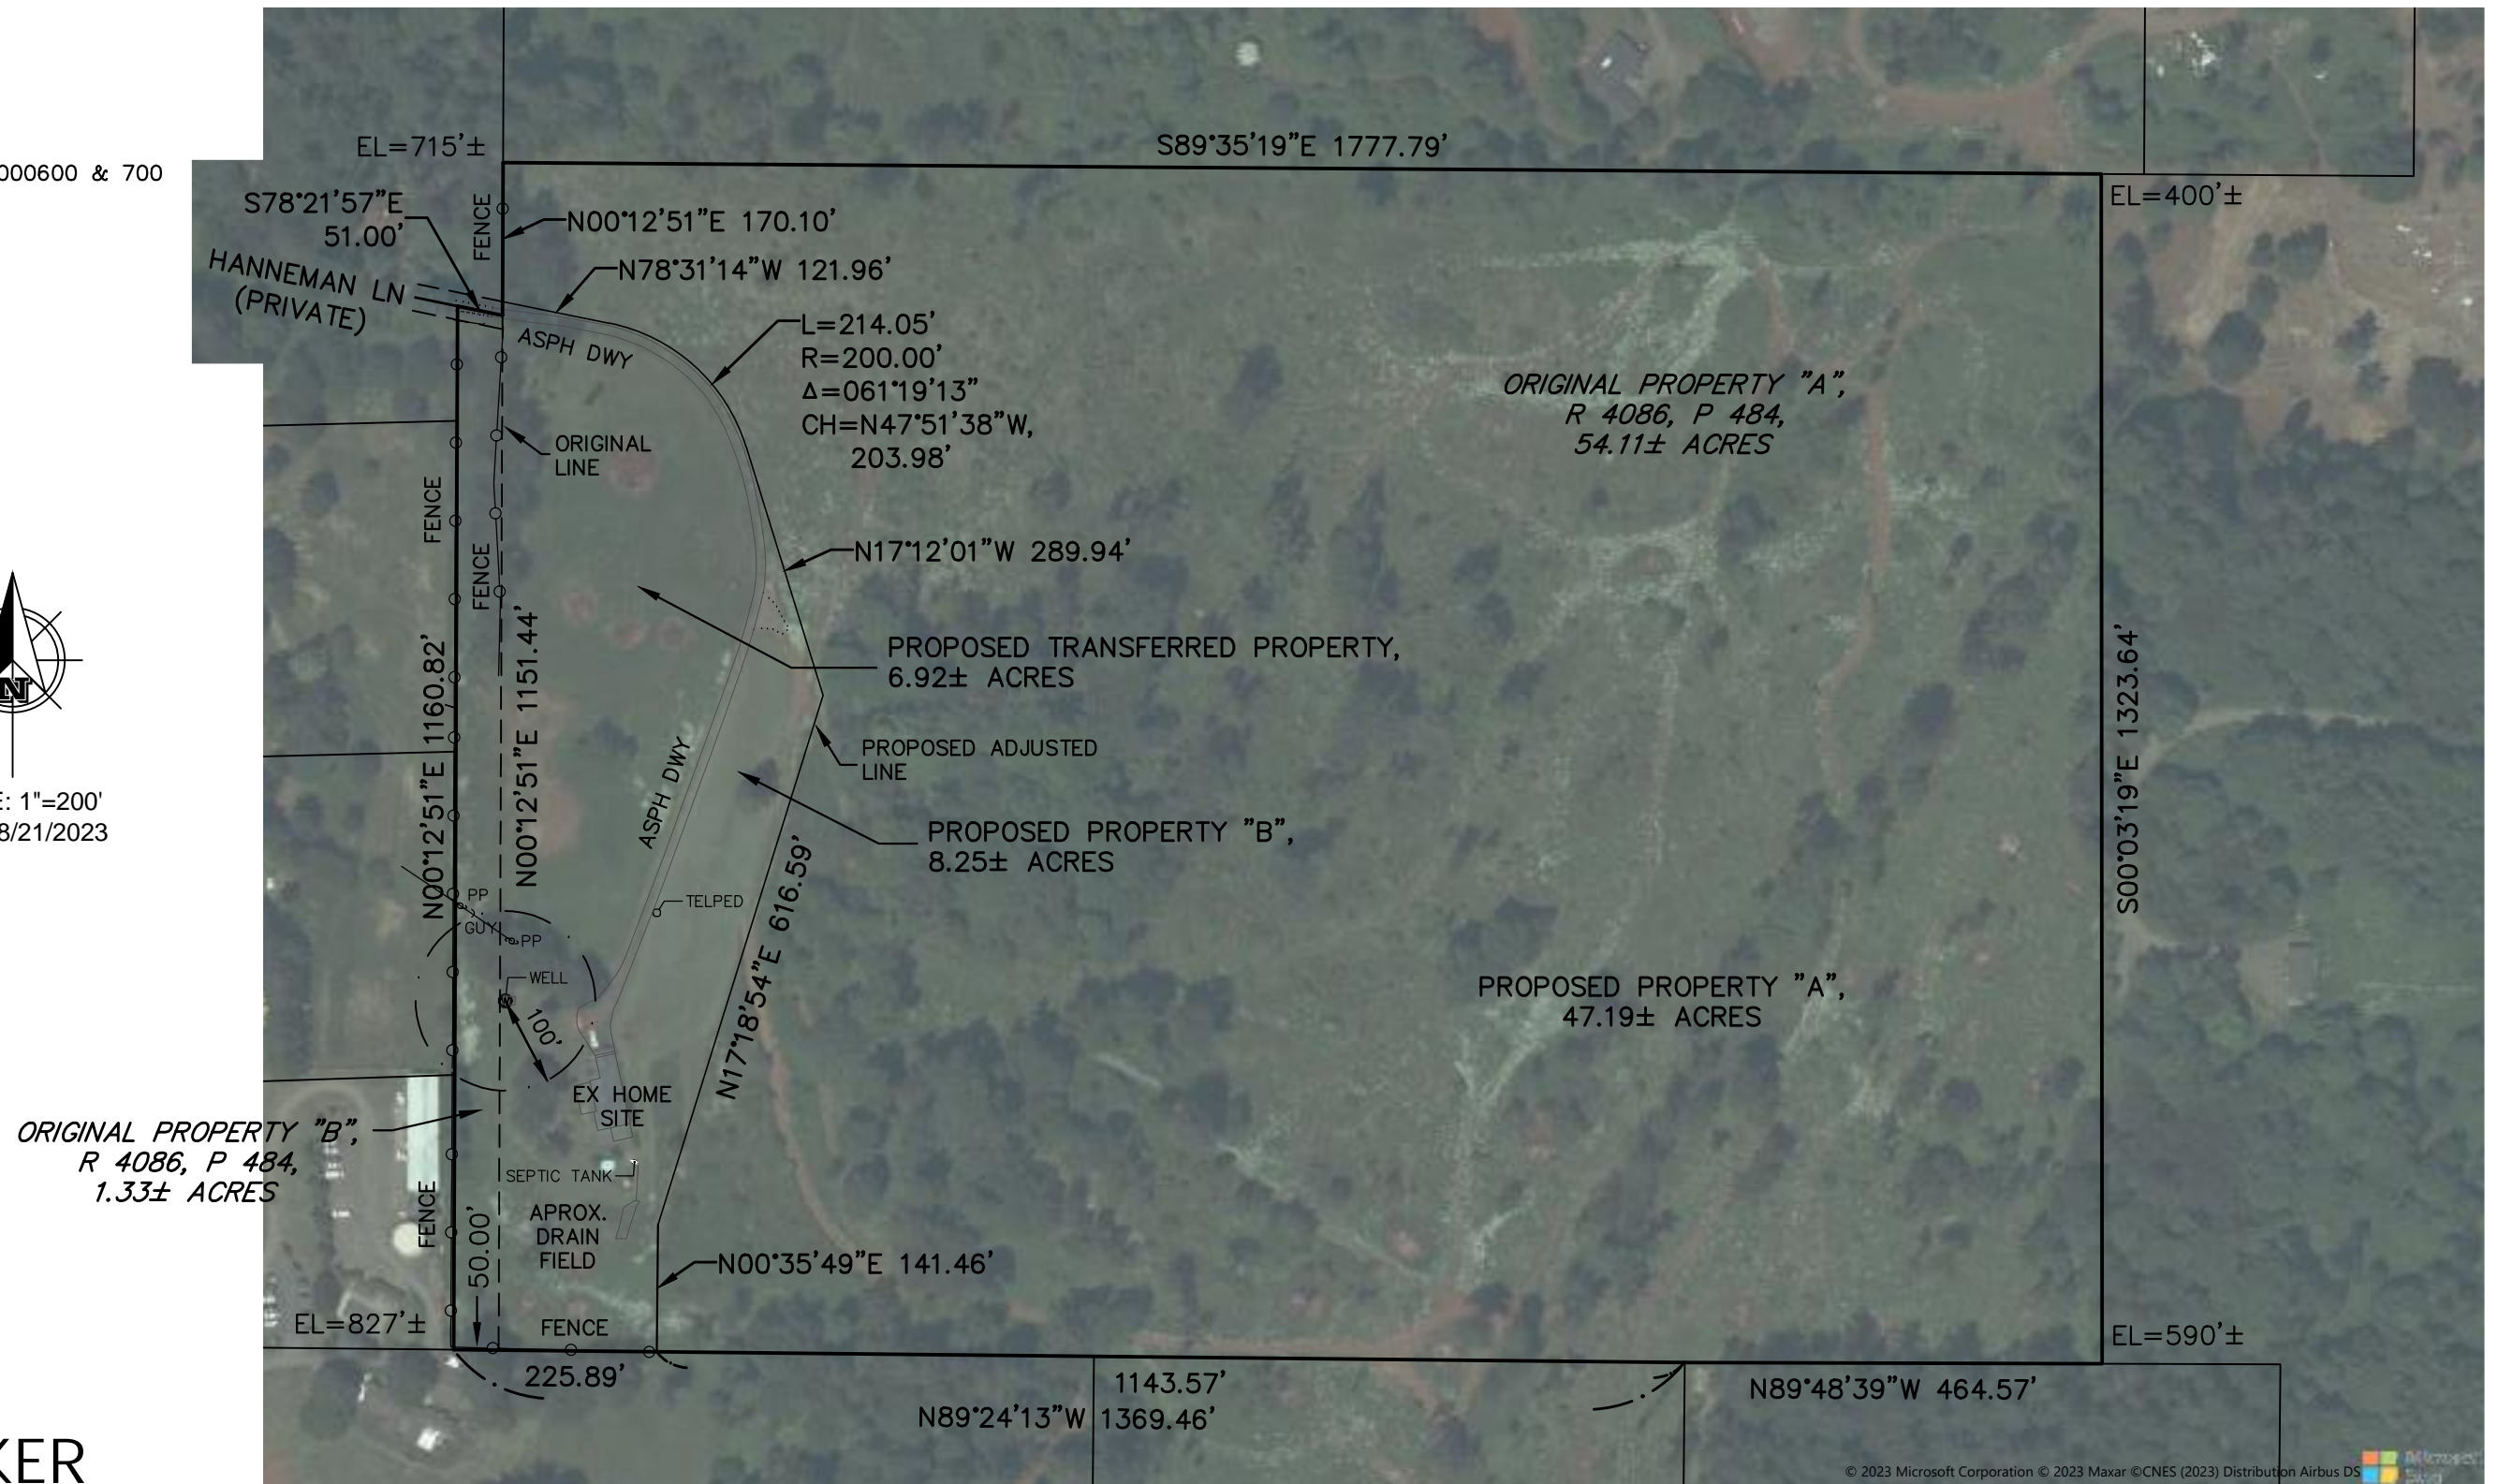 000600 & 700
EL=715'±
S89°35'19"E 1777.79'
EL=400'±
S78°21'57"E
51.00'
FENCE
N00°12'51"E 170.10'
N78°31'14"W 121.96'
HANNEMAN LN
(PRIVATE)
ASPH DWY
L=214.05'
R=200.00'
Δ=061°19'13"
CH=N47°51'38"W,
203.98'
ORIGINAL PROPERTY "A",
R 4086, P 484,
54.11± ACRES
ORIGINAL
LINE
FENCE
FENCE
N17°12'01"W 289.94'
N00°12'51"E 1160.82'
N00°12'51"E 1151.44'
PROPOSED TRANSFERRED PROPERTY,
6.92± ACRES
S00°03'19"E 1323.64'
N
ASPH DWY
PROPOSED ADJUSTED
LINE
E: 1"=200'
8/21/2023
PROPOSED PROPERTY "B",
8.25± ACRES
N17°18'54"E 616.59'
PP
TELPED
GUY
PP
WELL
100'
PROPOSED PROPERTY "A",
47.19± ACRES
EX HOME
SITE
ORIGINAL PROPERTY "B",
R 4086, P 484,
1.33± ACRES
SEPTIC TANK
FENCE
50.00'
APROX.
DRAIN
FIELD
N00°35'49"E 141.46'
EL=827'±
FENCE
EL=590'±
225.89'
1143.57'
N89°24'13"W 1369.46'
N89°48'39"W 464.57'
KER
© 2023 Microsoft Corporation © 2023 Maxar ©CNES (2023) Distribution Airbus DS
Microsoft